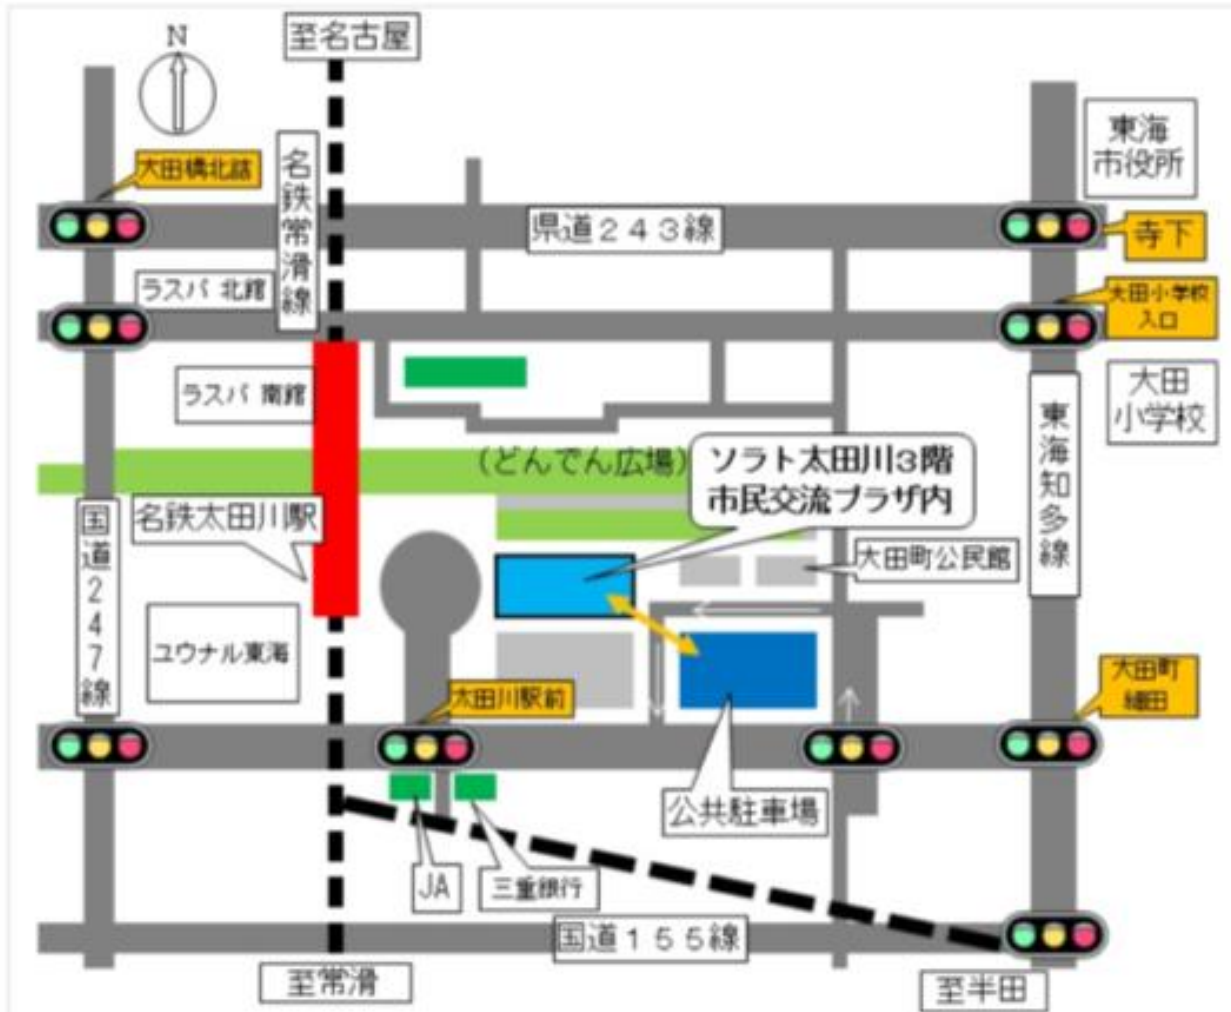 至名古屋
N
東海
市役所
名鉄常滑線
大田橋北詰
県道243線
寺下
ラスパ 北館
大田小学校
入口
ラスパ 南館
大田
小学校
東海知多線
(どんでん広場)
ソラト太田川3階
市民交流プラザ内
国道247線
名鉄太田川駅
大田町公民館
ユウナル東海
太田川駅前
大田町
細田
公共駐車場
JA
三重銀行
国道155線
至常滑
至半田